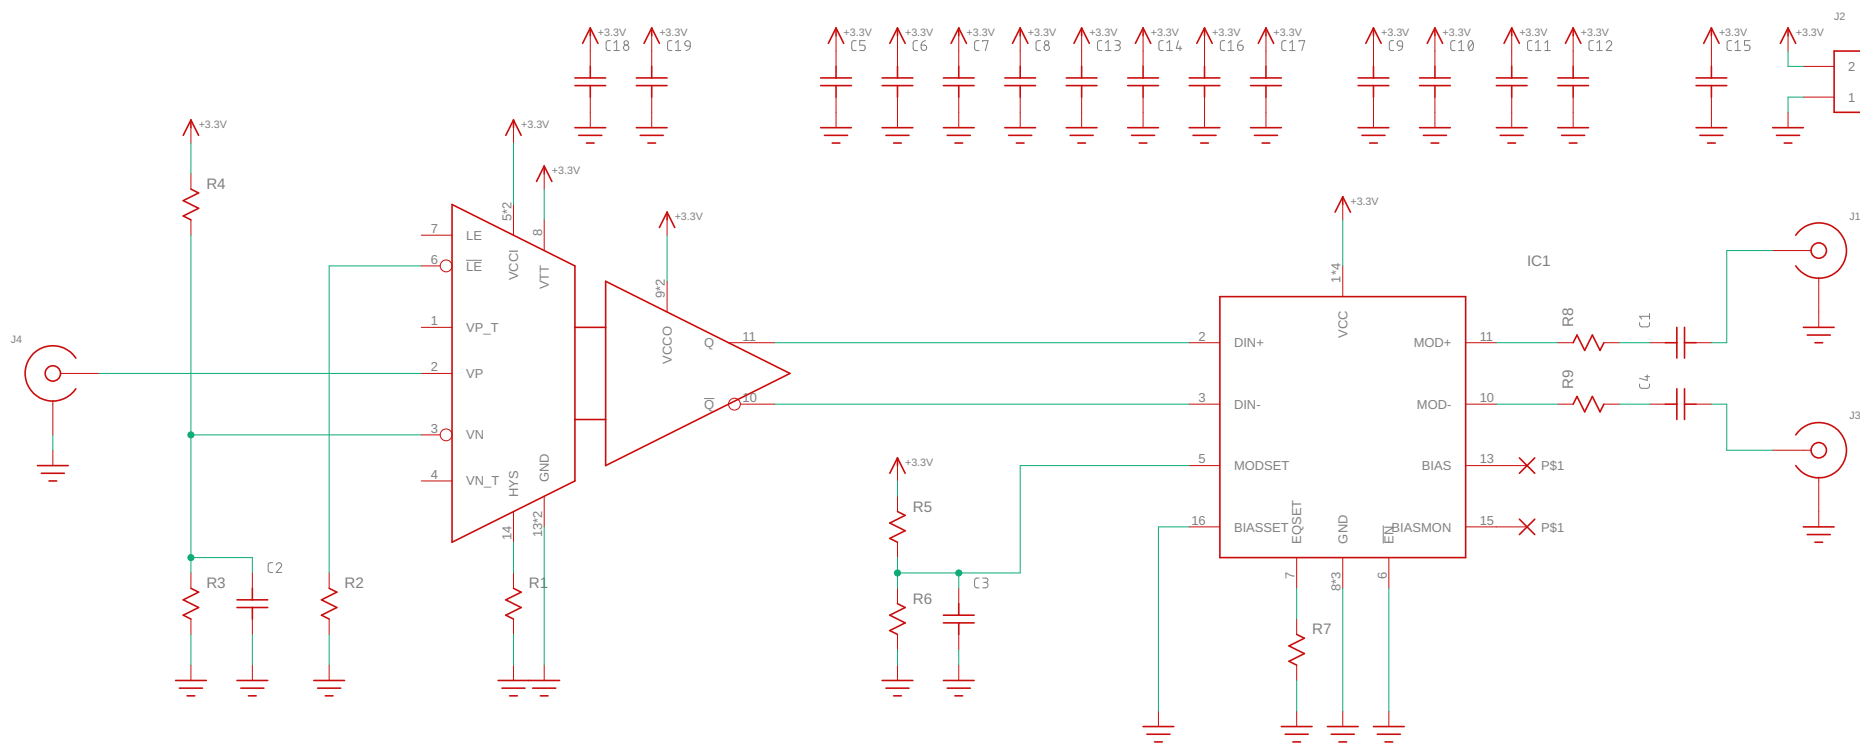 J2
+3.3V
C18
+3.3V
C19
+3.3V
C5
+3.3V
C6
+3.3V
C7
+3.3V
C8
+3.3V
C13
+3.3V
C14
+3.3V
C16
+3.3V
C17
+3.3V
C9
+3.3V
C10
+3.3V
C11
+3.3V
C12
+3.3V
C15
+3.3V
2
1
+3.3V
R4
+3.3V
+3.3V
+3.3V
+3.3V
J1
5*2
8
7
LE
6
LE
VCCI
VTT
9*2
VCCO
1*4
VCC
IC1
1
VP_T
Q
11
2
DIN+
MOD+
11
R8
C1
J4
2
VP
Q
10
3
DIN-
MOD-
10
R9
C4
J3
3
VN
4
VN_T
HYS
GND
14
13*2
+3.3V
R5
5
MODSET
BIAS
13
P$1
16
BIASSET
EQSET
GND
EN
BIASMON
15
P$1
7
8*3
6
R3
C2
R2
R1
R6
C3
R7